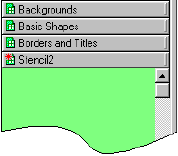 Backgrounds
Basic Shapes
Borders and Titles
Stencil2